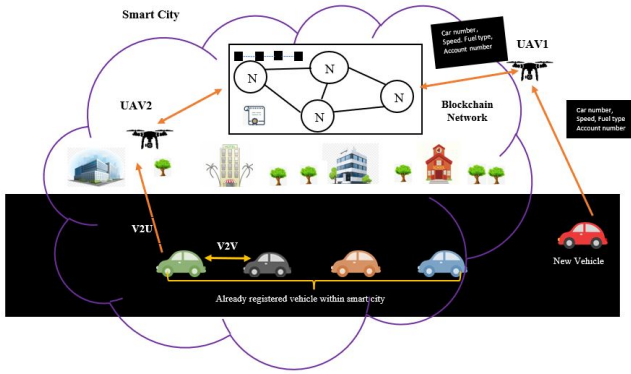 Smart City
Car number,
Speed. Fuel type,
Account number
UAV1
N
N
N
N
UAV2
Blockchain
Network
Car number,
Speed, Fuel type
Account number
V2U
V2V
New Vehicle
Already registered vehicle within smart city